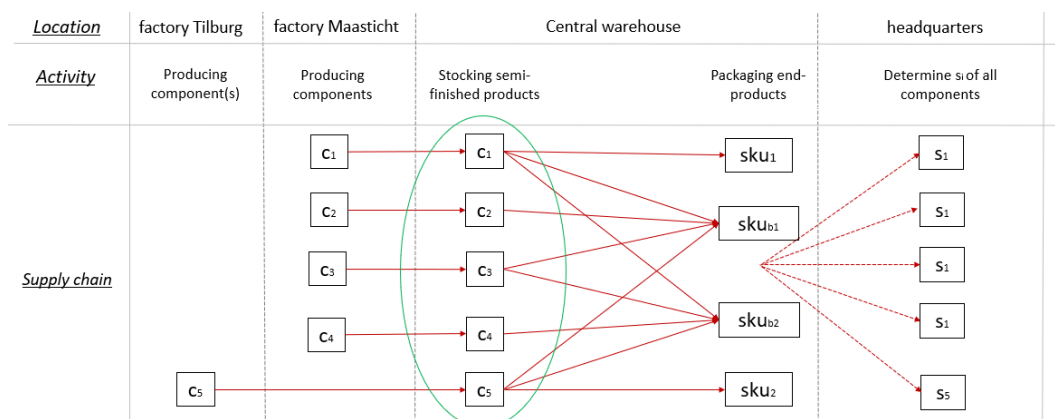 Location
factory Tilburg
factory Maasticht
Central warehouse
headquarters
Activity
Producing
component(s)
Producing
components
Stocking semi-
finished products
Packaging end-
products
Determine sᵢ of all
components
Supply chain
c₁
c₁
sku₁
s₁
c₂
c₂
sku_b1
s₁
c₃
c₃
s₁
c₄
c₄
sku_b2
s₁
c₅
c₅
sku₂
s₅